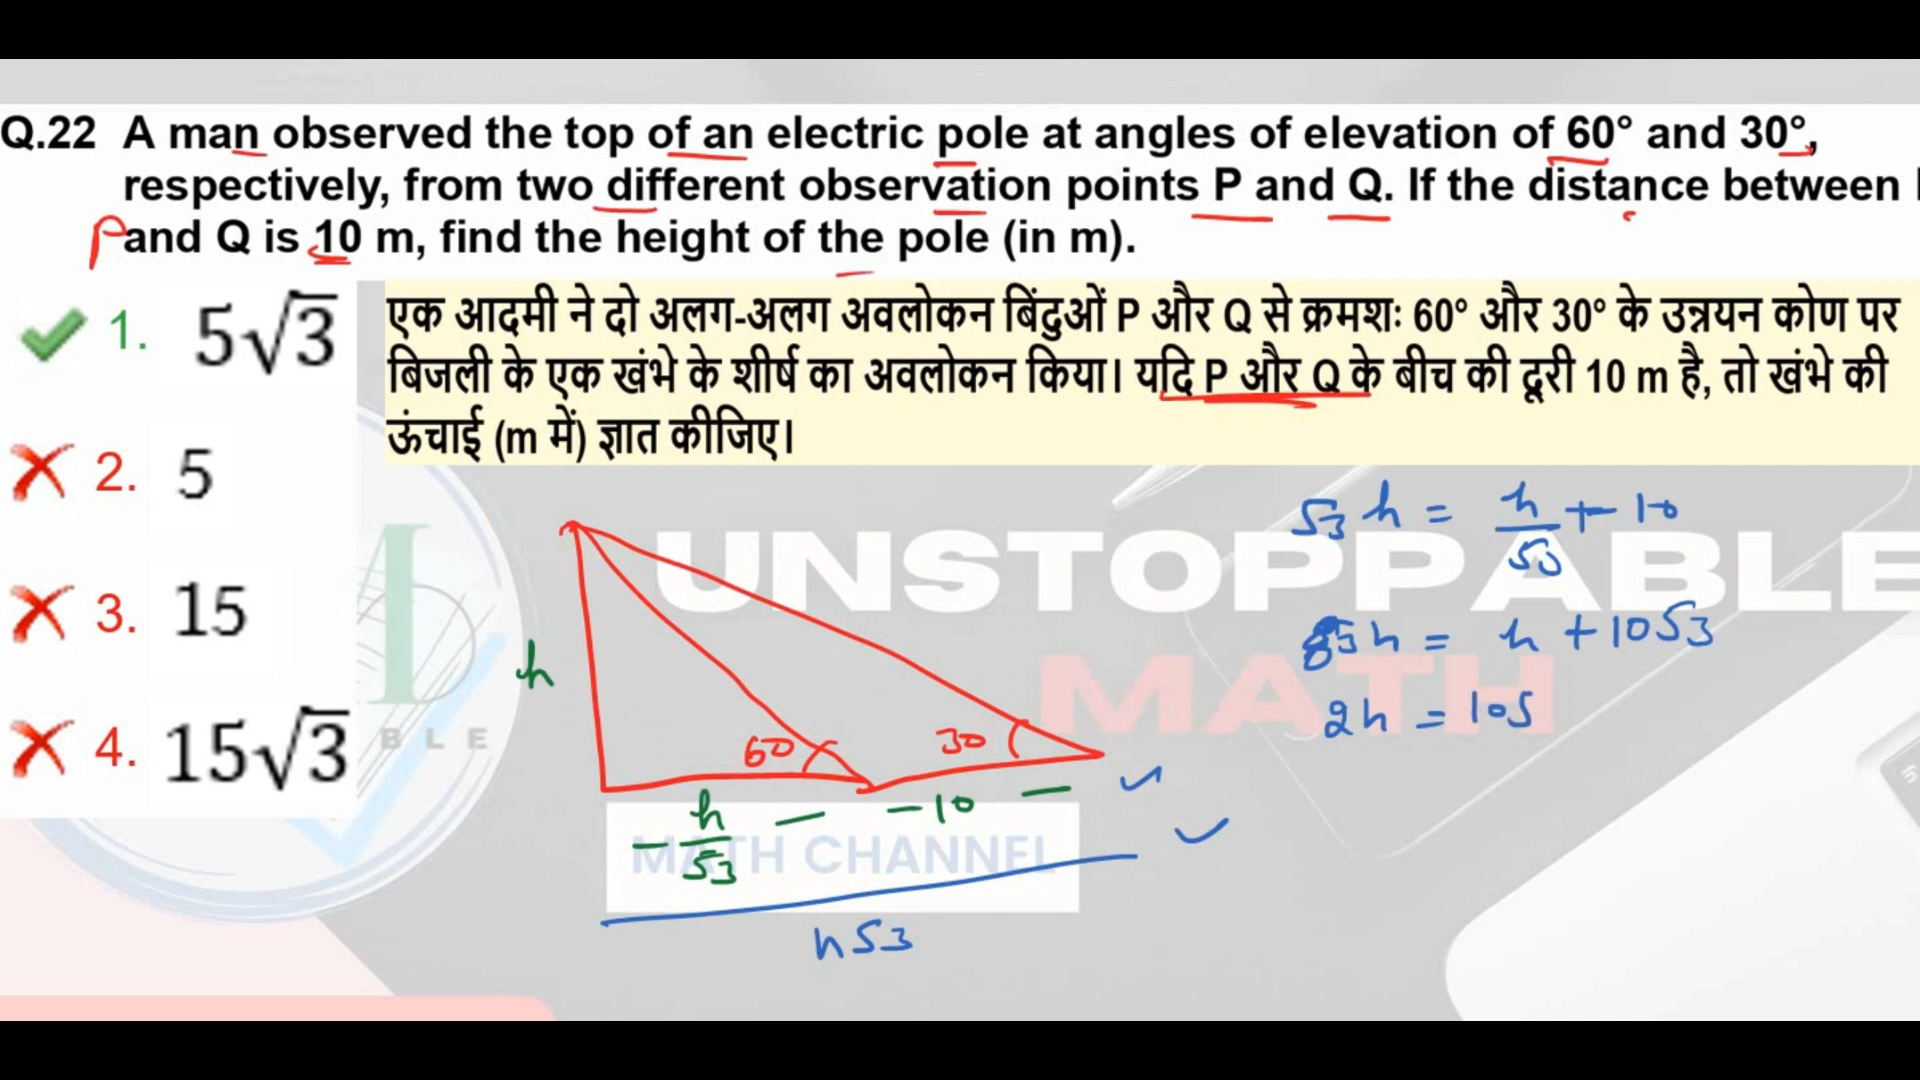 Q.22 A man observed the top of an electric pole at angles of elevation of 60° and 30°,
respectively, from two different observation points P and Q. If the distance between
P and Q is 10 m, find the height of the pole (in m).
1. 5√3
एक आदमी ने दो अलग-अलग अवलोकन बिंदुओं P और Q से क्रमशः 60° और 30° के उन्नयन कोण पर
बिजली के एक खंभे के शीर्ष का अवलोकन किया। यदि P और Q के बीच की दूरी 10 m है, तो खंभे की
ऊंचाई (m में) ज्ञात कीजिए।
2. 5
3. 15
4. 15√3
UNSTOPPABLE
MATH
MATH CHANNEL
BLE
h
60
30
h/√3
10
h√3
√3 h = h/√3 + 10
h = h + 10√3
2h = 10√